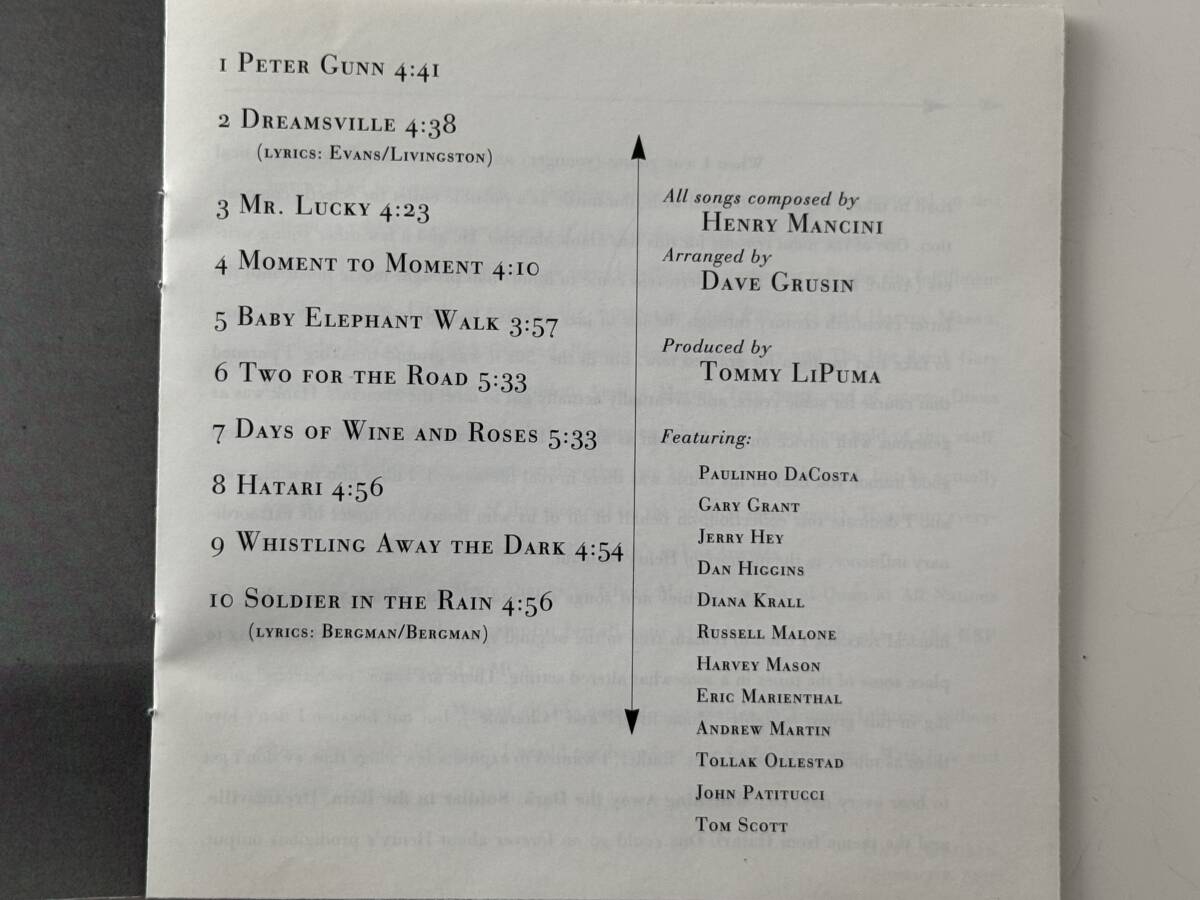 1 Peter Gunn 4:41
2 Dreamsville 4:38
(lyrics: Evans/Livingston)
3 Mr. Lucky 4:23
4 Moment to Moment 4:10
5 Baby Elephant Walk 3:57
6 Two for the Road 5:33
7 Days of Wine and Roses 5:33
8 Hatari 4:56
9 Whistling Away the Dark 4:54
10 Soldier in the Rain 4:56
(lyrics: Bergman/Bergman)
All songs composed by
Henry Mancini
Arranged by
Dave Grusin
Produced by
Tommy LiPuma
Featuring:
Paulinho DaCosta
Gary Grant
Jerry Hey
Dan Higgins
Diana Krall
Russell Malone
Harvey Mason
Eric Marienthal
Andrew Martin
Tollak Ollestad
John Patitucci
Tom Scott